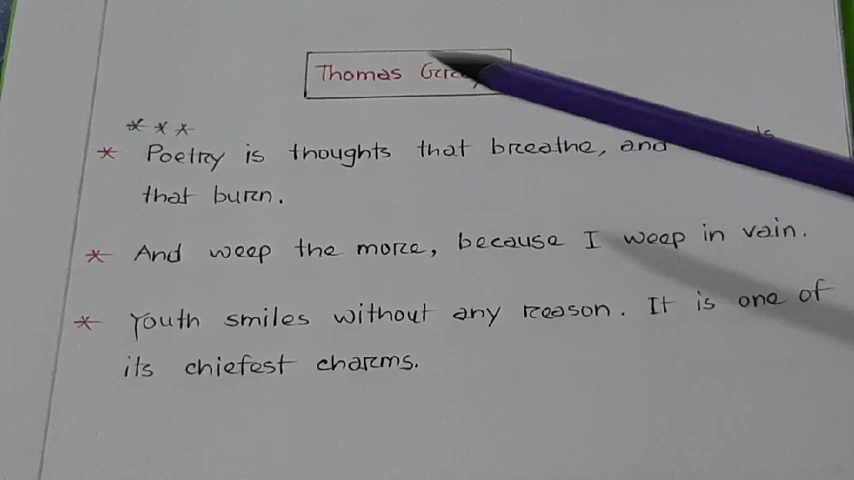 Thomas Gray
***
* Poetry is thoughts that breathe, and
that burn.
* And weep the more, because I weep in vain.
* Youth smiles without any reason. It is one of
its chiefest charms.